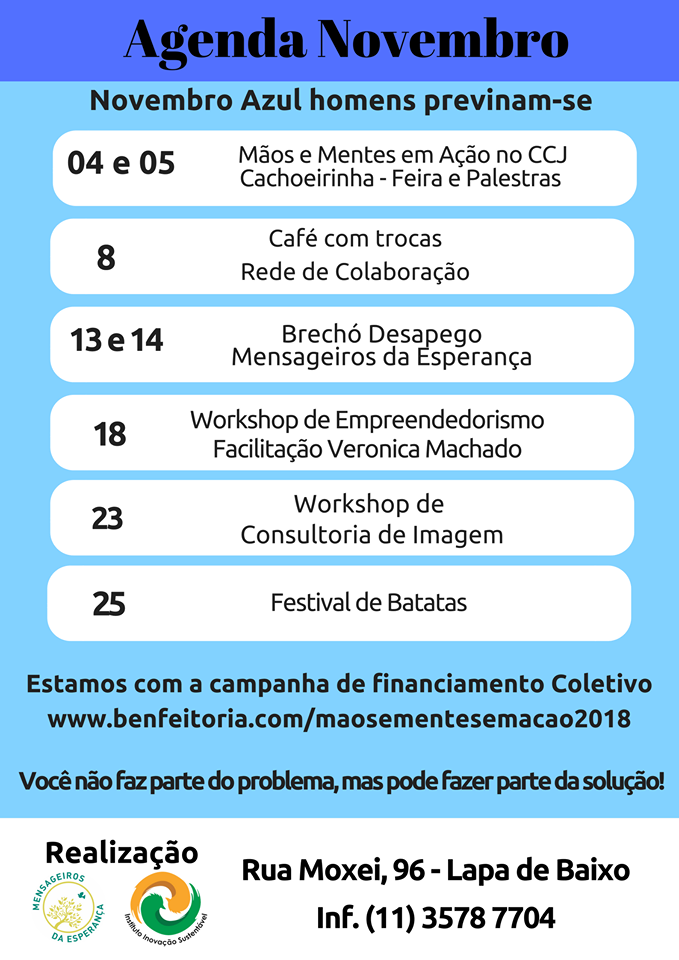 Agenda Novembro
Novembro Azul homens previnam-se
04 e 05
Mãos e Mentes em Ação no CCJ
Cachoeirinha - Feira e Palestras
8
Café com trocas
Rede de Colaboração
13 e 14
Brechó Desapego
Mensageiros da Esperança
18
Workshop de Empreendedorismo
Facilitação Veronica Machado
23
Workshop de
Consultoria de Imagem
25
Festival de Batatas
Estamos com a campanha de financiamento Coletivo
www.benfeitoria.com/maosementesemacao2018
Você não faz parte do problema, mas pode fazer parte da solução!
Realização
MENSAGEIROS
DA ESPERANÇA
Instituto Inovação Sustentável
Rua Moxei, 96 - Lapa de Baixo
Inf. (11) 3578 7704